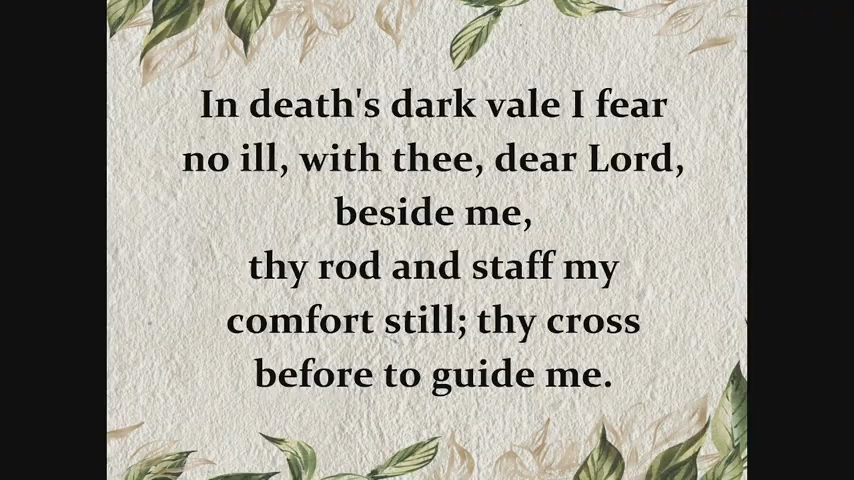 In death's dark vale I fear
no ill, with thee, dear Lord,
beside me,
thy rod and staff my
comfort still; thy cross
before to guide me.